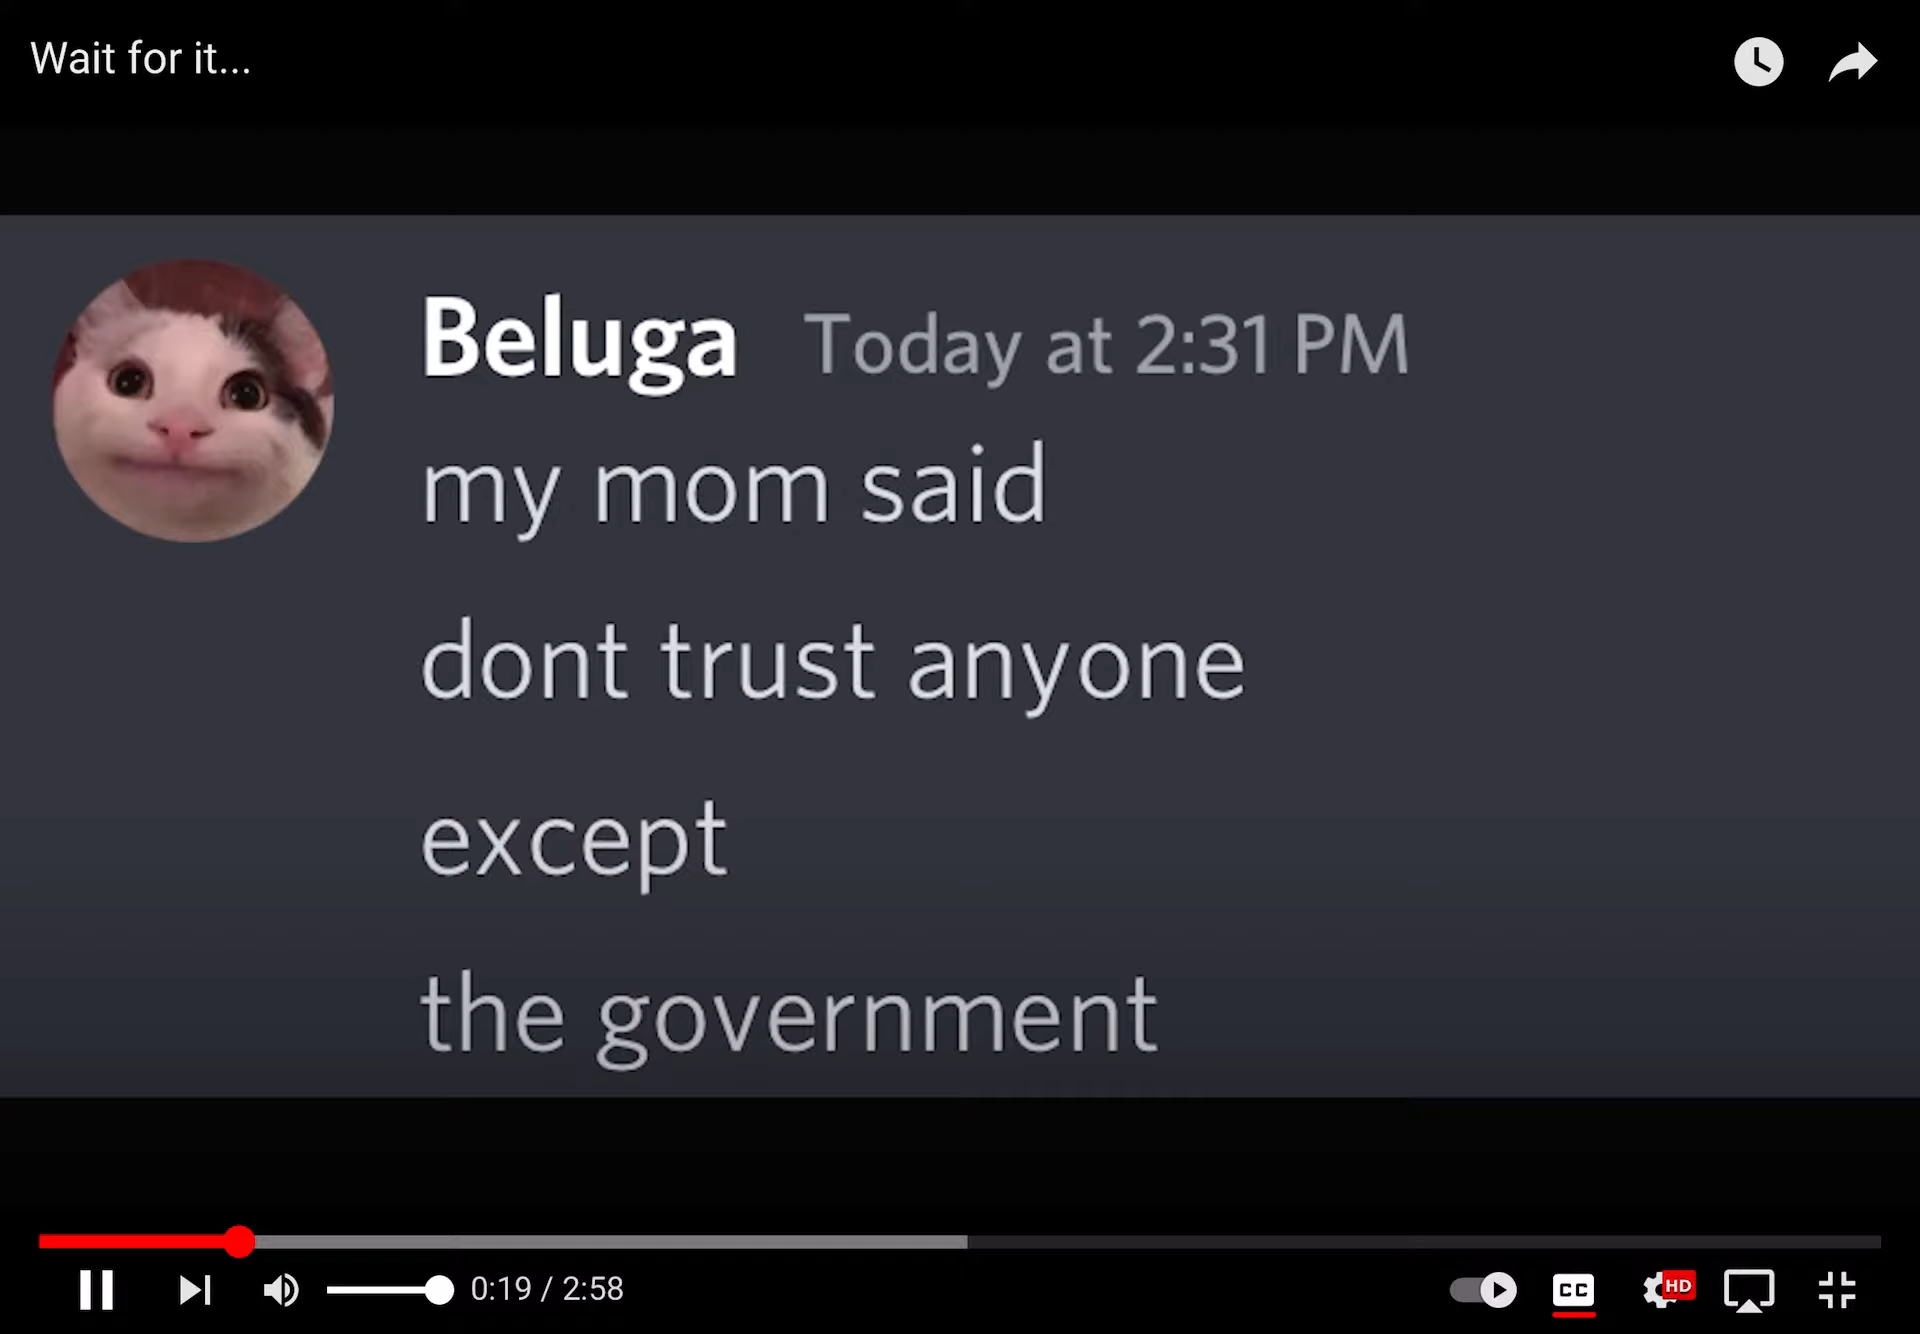 Wait for it...
Beluga Today at 2:31 PM
my mom said
dont trust anyone
except
the government
0:19 / 2:58
CC
HD